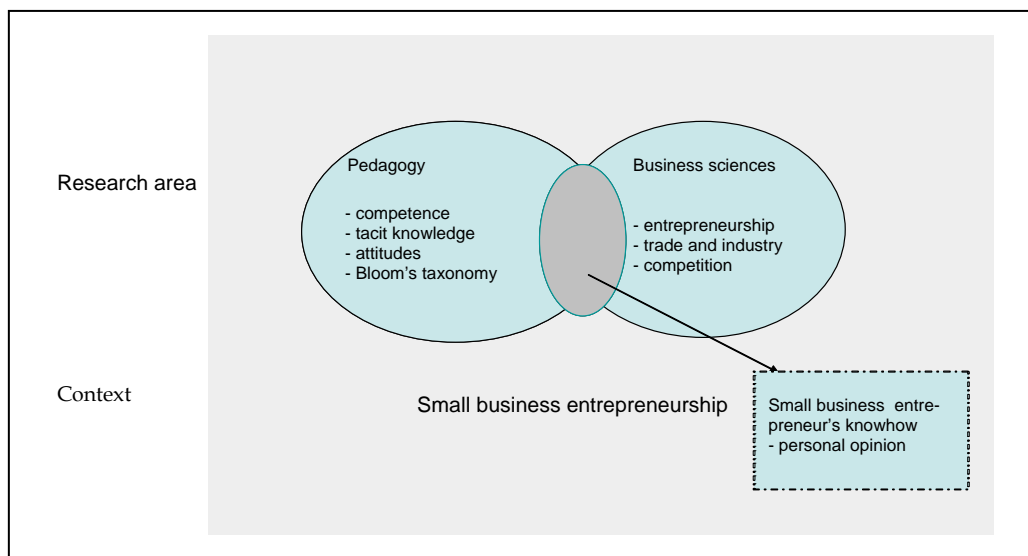 Research area
Pedagogy
- competence
- tacit knowledge
- attitudes
- Bloom's taxonomy
Business sciences
- entrepreneurship
- trade and industry
- competition
Context
Small business entrepreneurship
Small business entre-
preneur's knowhow
- personal opinion